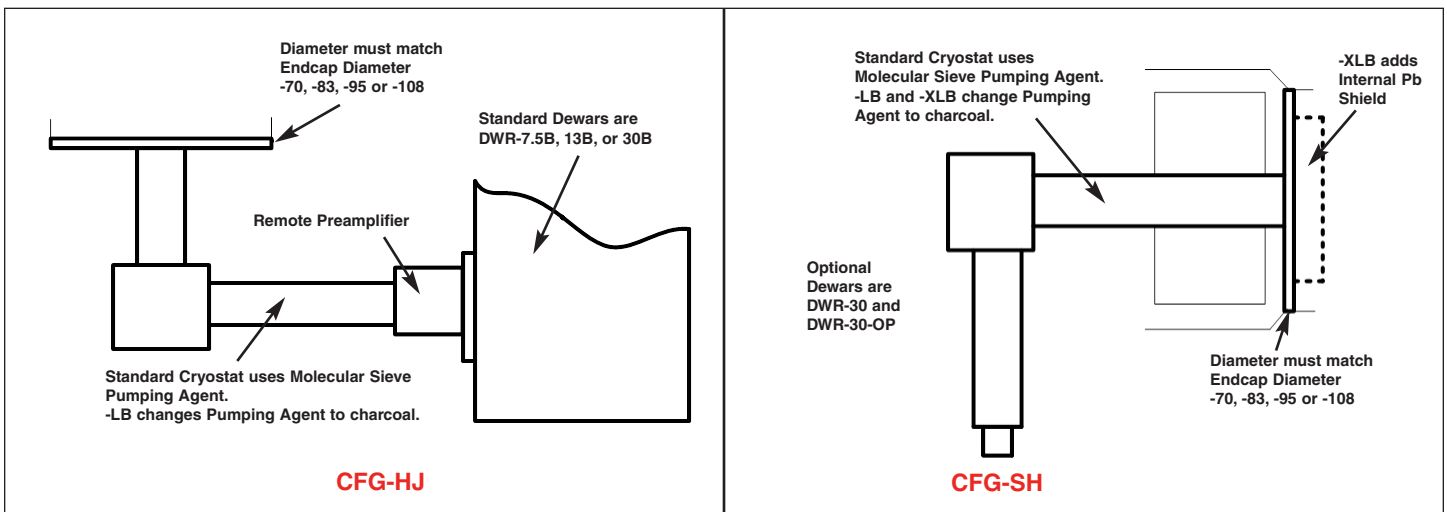 Diameter must match
Endcap Diameter
-70, -83, -95 or -108
Standard Dewars are
DWR-7.5B, 13B, or 30B
Remote Preamplifier
Standard Cryostat uses Molecular Sieve
Pumping Agent.
-LB changes Pumping Agent to charcoal.
CFG-HJ
Standard Cryostat uses
Molecular Sieve Pumping Agent.
-LB and -XLB change Pumping
Agent to charcoal.
-XLB adds
Internal Pb
Shield
Optional
Dewars are
DWR-30 and
DWR-30-OP
Diameter must match
Endcap Diameter
-70, -83, -95 or -108
CFG-SH